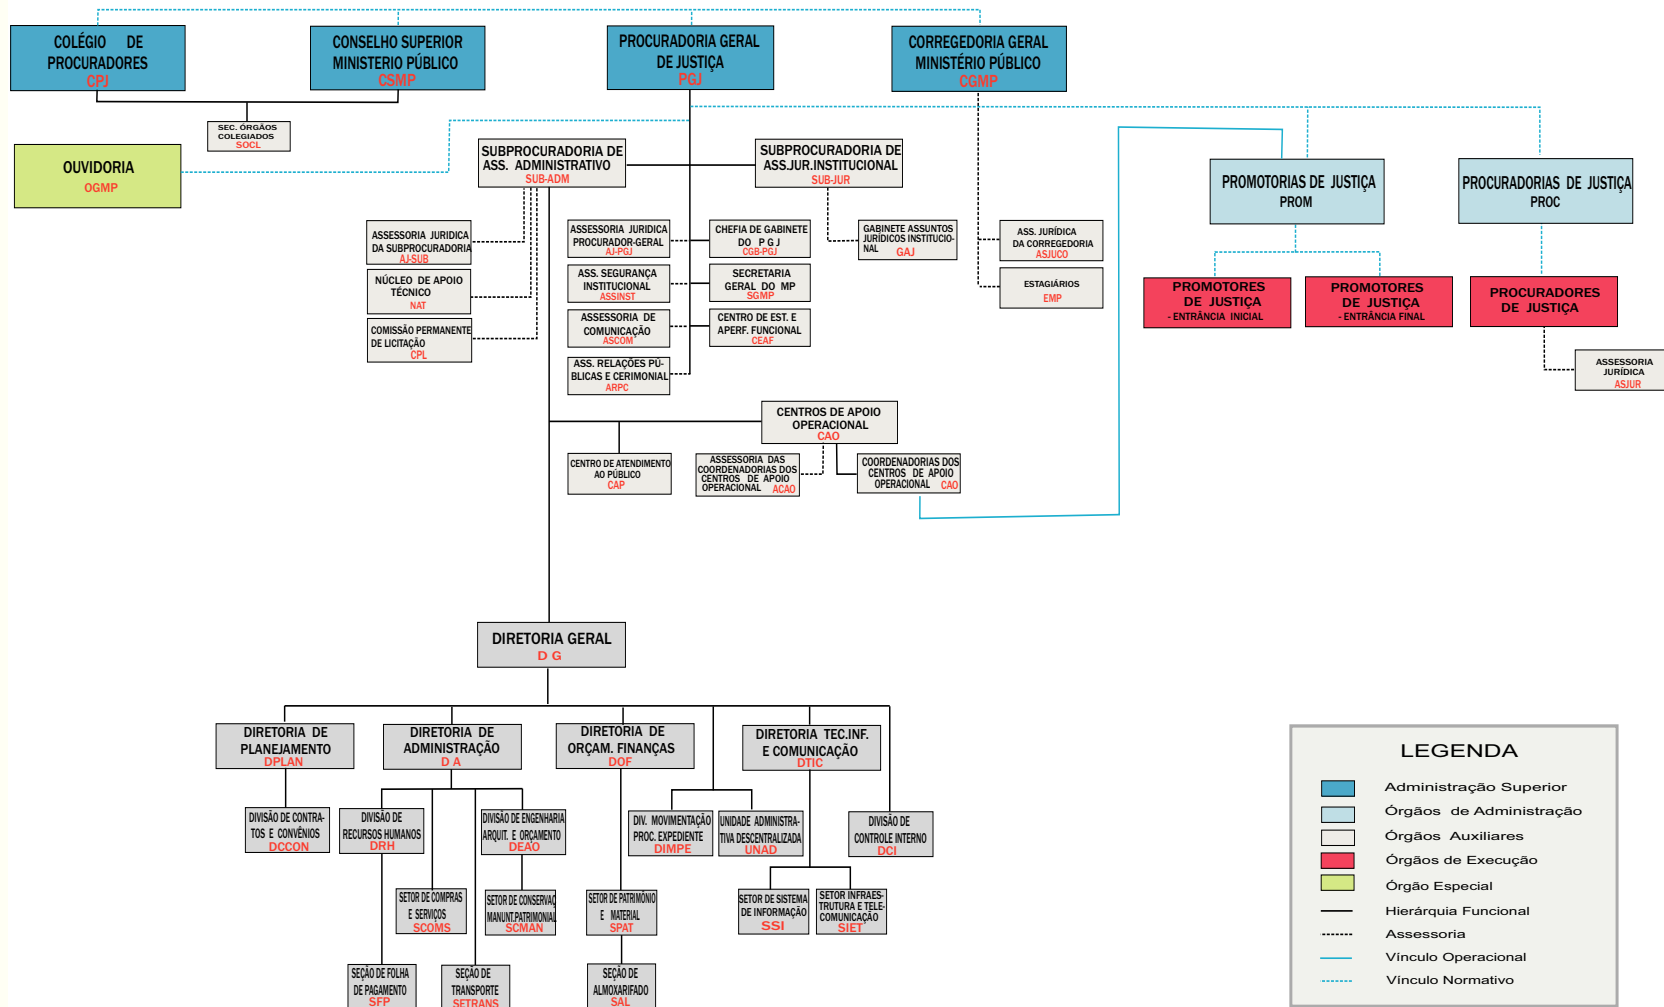 COLÉGIO DE
PROCURADORES
CPJ
CONSELHO SUPERIOR
MINISTERIO PÚBLICO
CSMP
PROCURADORIA GERAL
DE JUSTIÇA
PGJ
CORREGEDORIA GERAL
MINISTÉRIO PÚBLICO
CGMP
SEC. ÓRGÃOS
COLEGIADOS
SOCL
OUVIDORIA
OGMP
SUBPROCURADORIA DE
ASS. ADMINISTRATIVO
SUB-ADM
SUBPROCURADORIA DE
ASS.JUR.INSTITUCIONAL
SUB-JUR
PROMOTORIAS DE JUSTIÇA
PROM
PROCURADORIAS DE JUSTIÇA
PROC
ASSESSORIA JURIDICA
DA SUBPROCURADORIA
AJ-SUB
NÚCLEO DE APOIO
TÉCNICO
NAT
COMISSÃO PERMANENTE
DE LICITAÇÃO
CPL
ASSESSORIA JURIDICA
PROCURADOR-GERAL
AJ-PGJ
CHEFIA DE GABINETE
DO P G J
CGB-PGJ
ASS. SEGURANÇA
INSTITUCIONAL
ASSINST
SECRETARIA
GERAL DO MP
SGMP
ASSESSORIA DE
COMUNICAÇÃO
ASCOM
CENTRO DE EST. E
APERF. FUNCIONAL
CEAF
ASS. RELAÇÕES PÚ-
BLICAS E CERIMONIAL
ARPC
GABINETE ASSUNTOS
JURÍDICOS INSTITUCIO-
NAL
GAJ
ASS. JURÍDICA
DA CORREGEDORIA
ASJUCO
ESTAGIÁRIOS
EMP
PROMOTORES
DE JUSTIÇA
- ENTRÂNCIA INICIAL
PROMOTORES
DE JUSTIÇA
- ENTRÂNCIA FINAL
PROCURADORES
DE JUSTIÇA
ASSESSORIA
JURÍDICA
ASJUR
CENTROS DE APOIO
OPERACIONAL
CAO
CENTRO DE ATENDIMENTO
AO PÚBLICO
CAP
ASSESSORIA DAS
COORDENADORIAS DOS
CENTROS DE APOIO
OPERACIONAL ACAO
COORDENADORIAS DOS
CENTROS DE APOIO
OPERACIONAL CAO
DIRETORIA GERAL
D G
DIRETORIA DE
PLANEJAMENTO
DPLAN
DIRETORIA DE
ADMINISTRAÇÃO
D A
DIRETORIA DE
ORÇAM. FINANÇAS
DOF
DIRETORIA TEC.INF.
E COMUNICAÇÃO
DTIC
DIVISÃO DE CONTRA-
TOS E CONVÊNIOS
DCCON
DIVISÃO DE
RECURSOS HUMANOS
DRH
DIVISÃO DE ENGENHARIA
ARQUIT. E ORÇAMENTO
DEAO
DIV. MOVIMENTAÇÃO
PROC. EXPEDIENTE
DIMPE
UNIDADE ADMINISTRA-
TIVA DESCENTRALIZADA
UNAD
DIVISÃO DE
CONTROLE INTERNO
DCI
SETOR DE COMPRAS
E SERVIÇOS
SCOMS
SETOR DE CONSERVAÇ
MANUNT.PATRIMONIAL
SCMAN
SETOR DE PATRIMÔNIO
E MATERIAL
SPAT
SETOR DE SISTEMA
DE INFORMAÇÃO
SSI
SETOR INFRAES-
TRUTURA E TELE-
COMUNICAÇÃO
SIET
SEÇÃO DE FOLHA
DE PAGAMENTO
SFP
SEÇÃO DE
TRANSPORTE
SETRANS
SEÇÃO DE
ALMOXARIFADO
SAL
LEGENDA
Administração Superior
Órgãos de Administração
Órgãos Auxiliares
Órgãos de Execução
Órgão Especial
Hierárquia Funcional
Assessoria
Vínculo Operacional
Vínculo Normativo